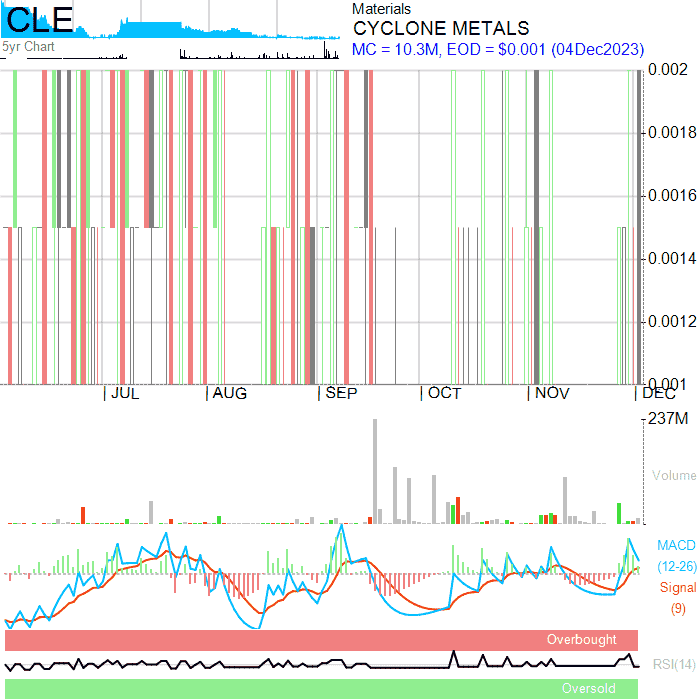 CLE
Materials
CYCLONE METALS
5yr Chart
MC = 10.3M, EOD = $0.001 (04Dec2023)
0.002
0.0018
0.0016
0.0014
0.0012
0.001
JUL AUG SEP OCT NOV DEC
237M
Volume
MACD
(12-26)
Signal
(9)
Overbought
RSI(14)
Oversold